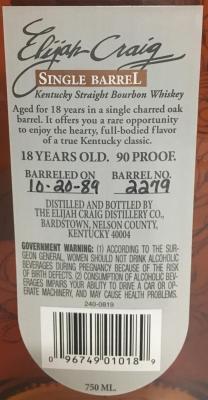 Elijah Craig
SINGLE BARREL
Kentucky Straight Bourbon Whiskey
Aged for 18 years in a single charred oak
barrel. It offers you a rare opportunity
to enjoy the hearty, full-bodied flavor
of a true Kentucky classic.
18 YEARS OLD. 90 PROOF.
BARRELED ON BARREL NO.
10-20-89 2299
DISTILLED AND BOTTLED BY
THE ELIJAH CRAIG DISTILLERY CO.,
BARDSTOWN, NELSON COUNTY,
KENTUCKY 40004
GOVERNMENT WARNING: (1) ACCORDING TO THE SUR-
GEON GENERAL, WOMEN SHOULD NOT DRINK ALCOHOLIC
BEVERAGES DURING PREGNANCY BECAUSE OF THE RISK
OF BIRTH DEFECTS. (2) CONSUMPTION OF ALCOHOLIC BEV-
ERAGES IMPAIRS YOUR ABILITY TO DRIVE A CAR OR OP-
ERATE MACHINERY, AND MAY CAUSE HEALTH PROBLEMS.
240-0819
0 96749 01018 9
750 ML.